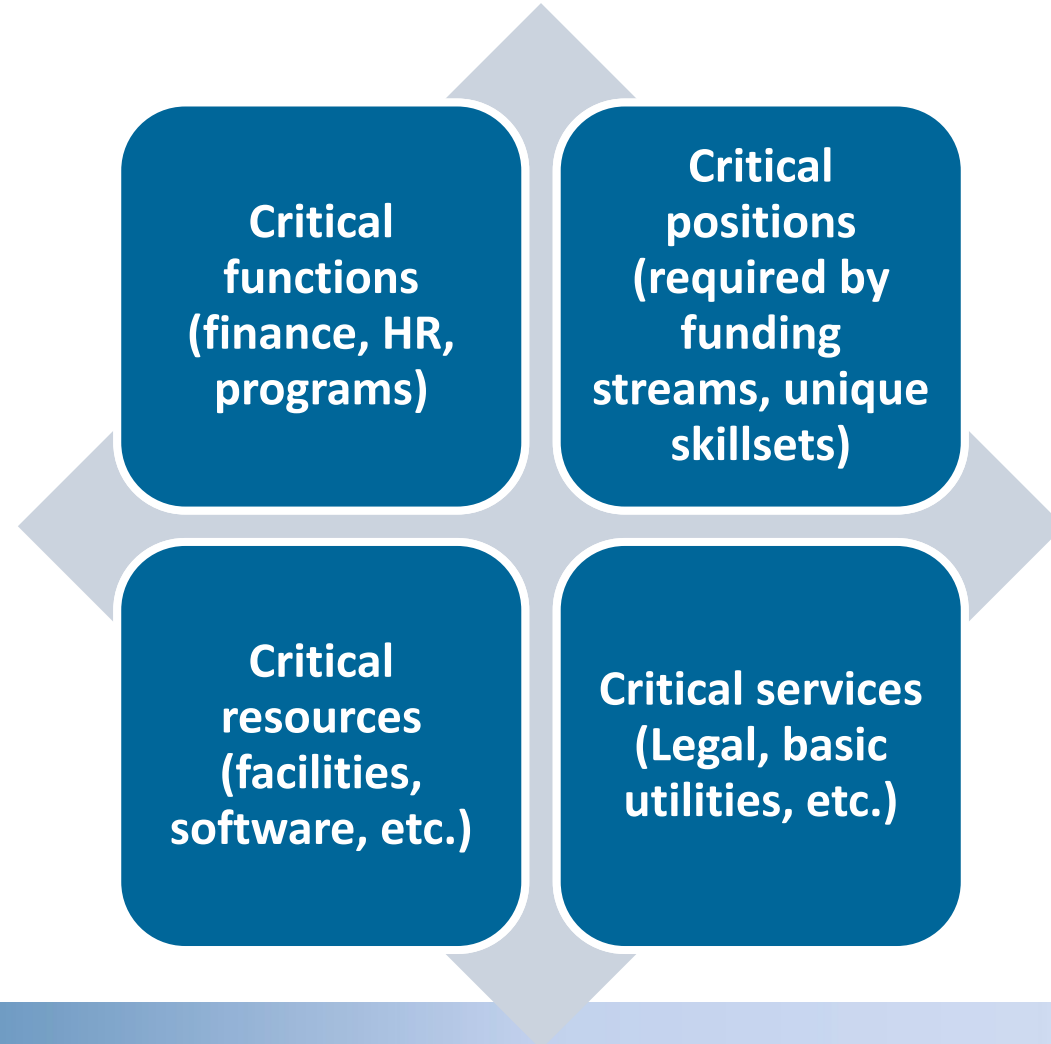 Critical
functions
(finance, HR,
programs)
Critical
positions
(required by
funding
streams, unique
skillsets)
Critical
resources
(facilities,
software, etc.)
Critical services
(Legal, basic
utilities, etc.)